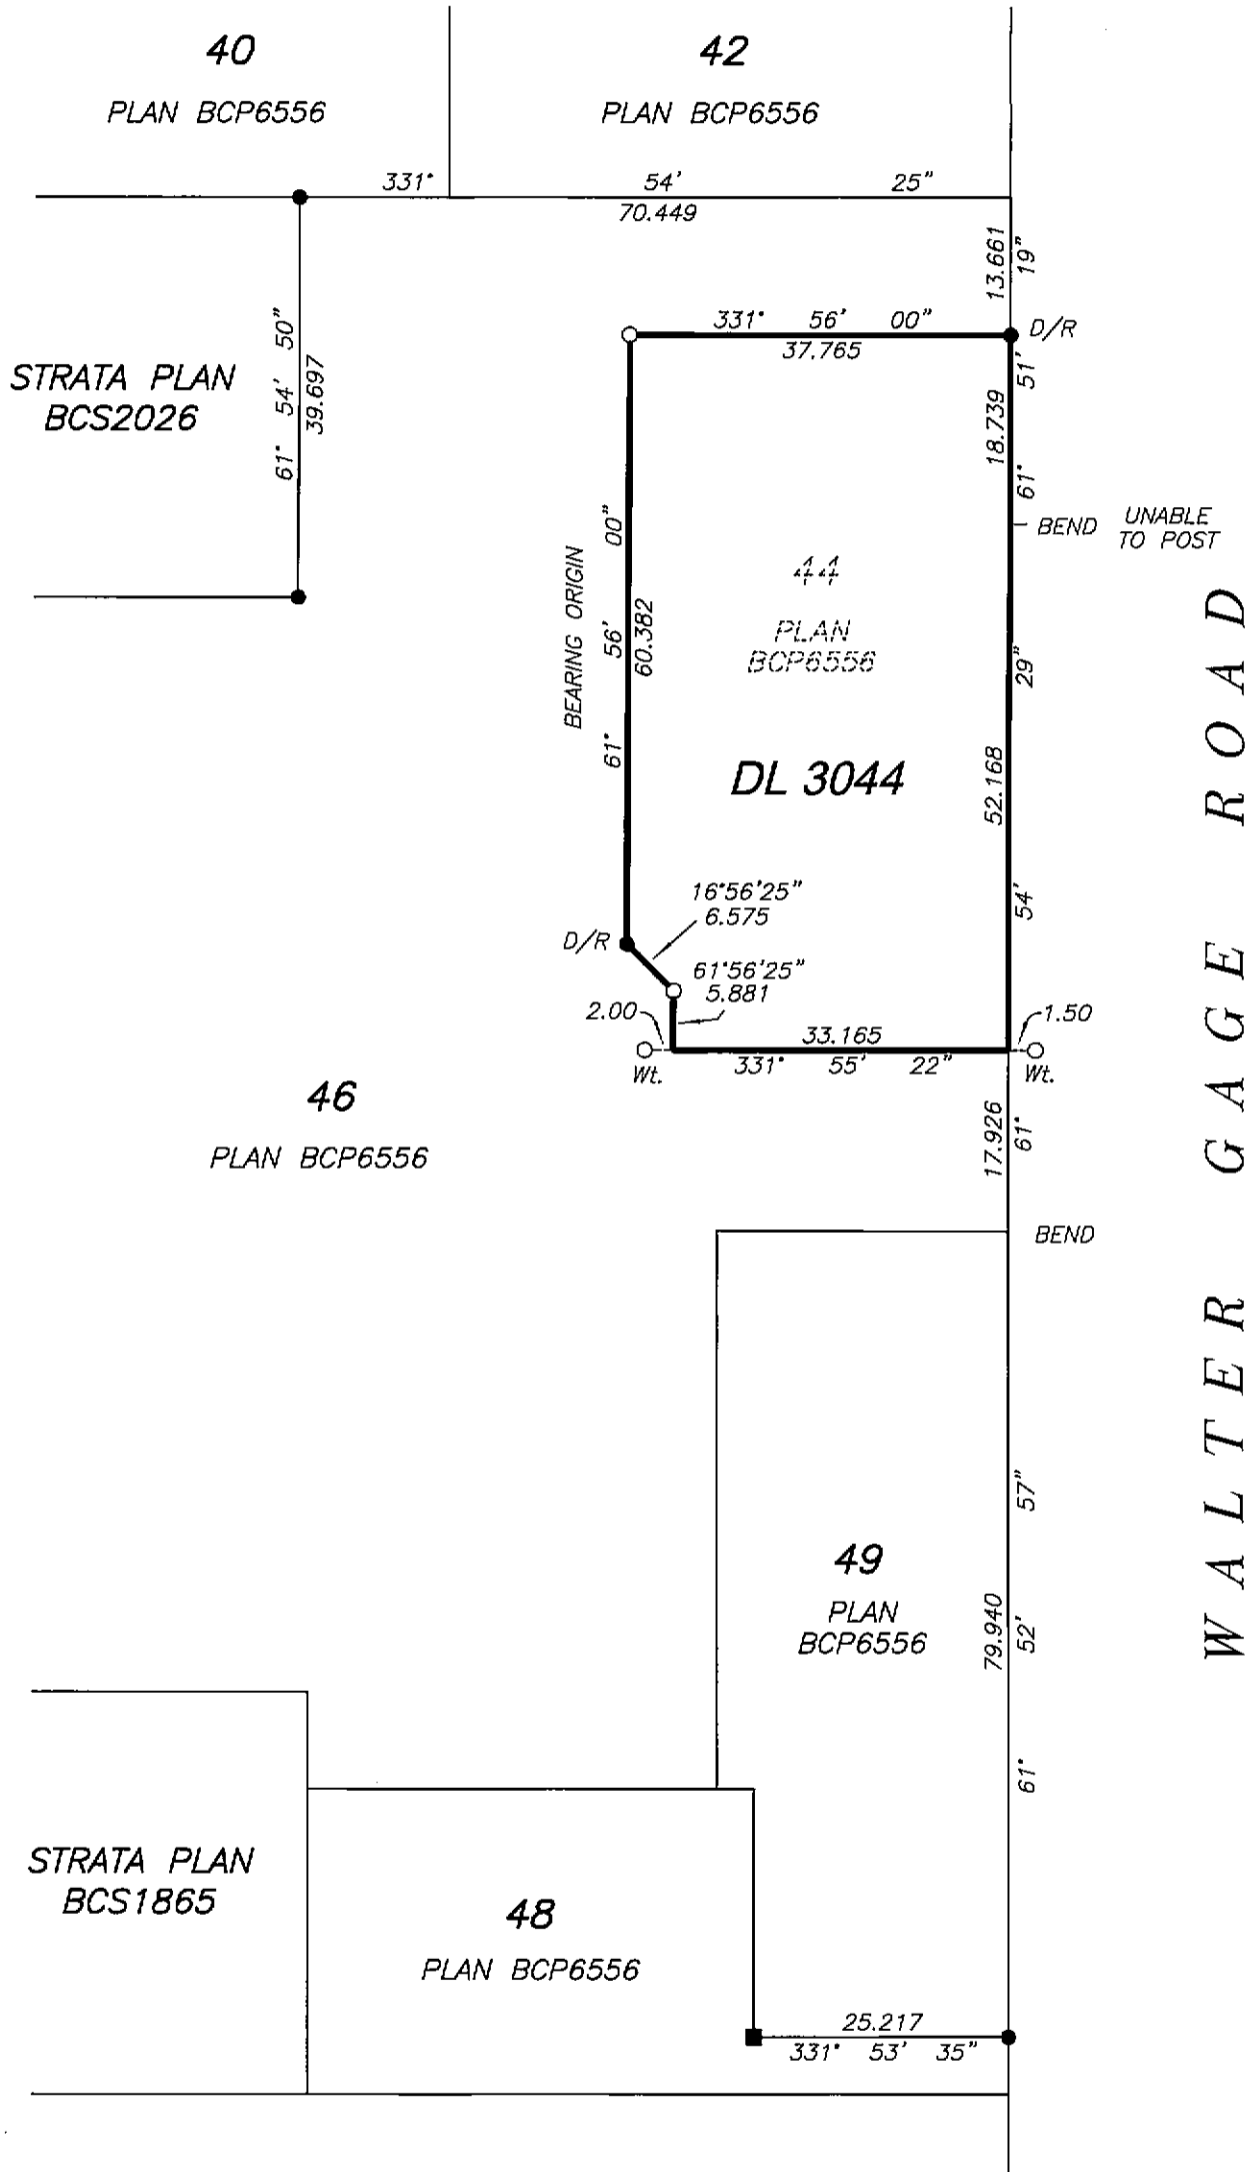 40
PLAN BCP6556
42
PLAN BCP6556
331° 54' 25"
70.449
13.661
19"
STRATA PLAN
BCS2026
61° 54' 50"
39.697
331° 56' 00"
37.765
D/R
51'
18.739
61°
BEND UNABLE
TO POST
BEARING ORIGIN
61° 56' 00"
60.382
44
PLAN
BCP6556
DL 3044
29"
52.168
54'
16°56'25"
6.575
D/R
61°56'25"
5.881
2.00
Wt.
33.165
331° 55' 22"
1.50
Wt.
17.926
61°
46
PLAN BCP6556
BEND
WALTER GAGE ROAD
49
PLAN
BCP6556
57"
79.940
52'
61°
STRATA PLAN
BCS1865
48
PLAN BCP6556
25.217
331° 53' 35"